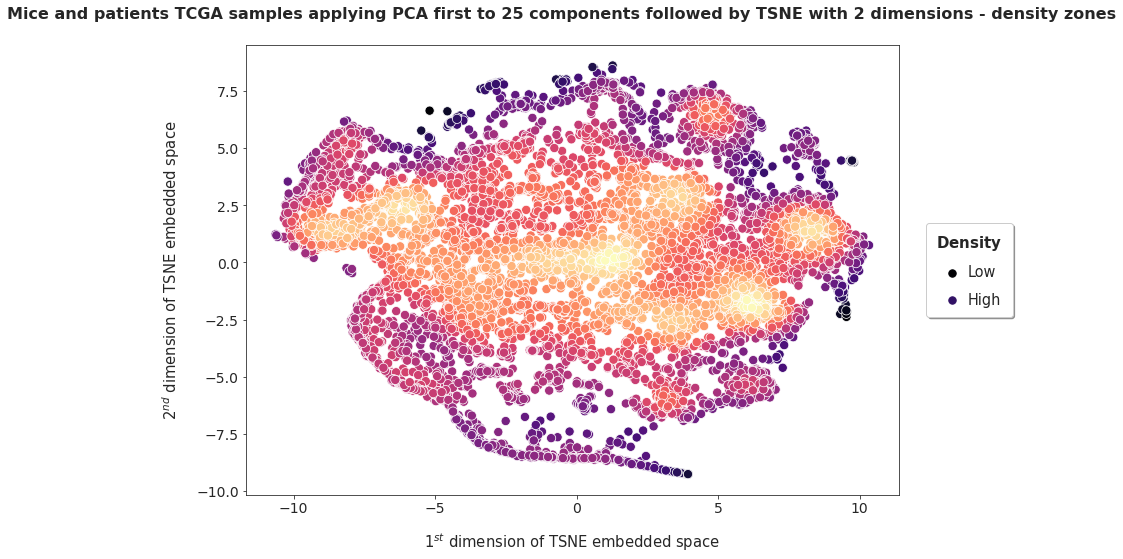 Mice and patients TCGA samples applying PCA first to 25 components followed by TSNE with 2 dimensions - density zones
7.5
5.0
2.5
0.0
−2.5
−5.0
−7.5
−10.0
2nd dimension of TSNE embedded space
−10
−5
0
5
10
1st dimension of TSNE embedded space
Density
Low
High